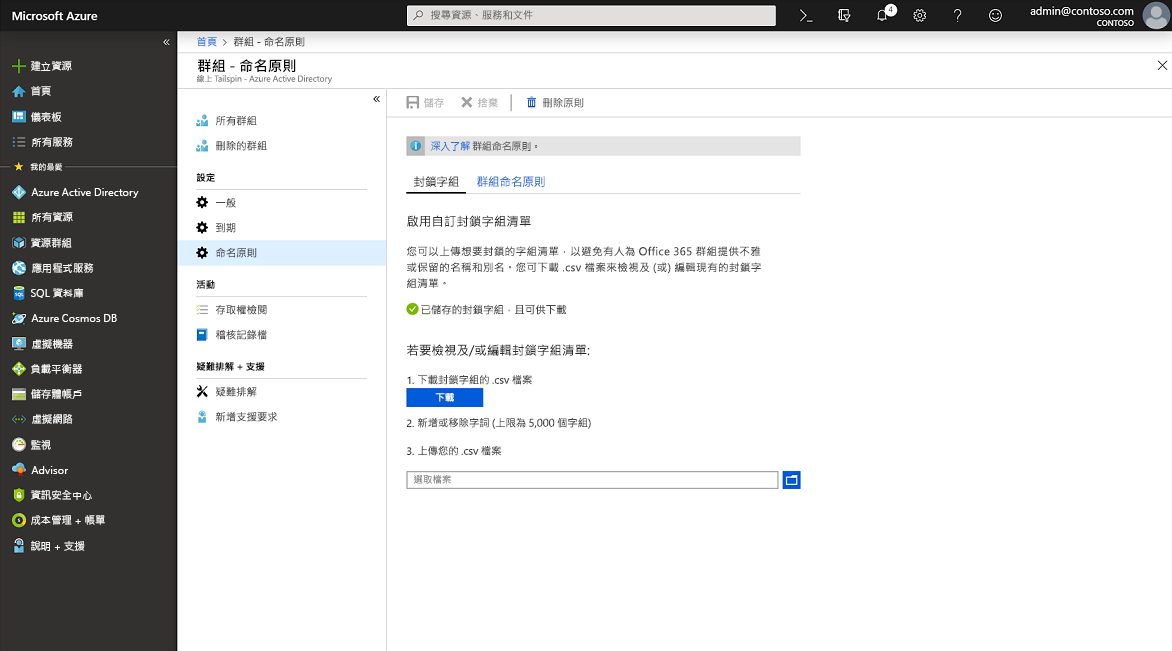 Microsoft Azure
搜尋資源、服務和文件
4
admin@contoso.com
CONTOSO
«
建立資源
首頁
儀表板
所有服務
我的最愛
Azure Active Directory
所有資源
資源群組
應用程式服務
SQL 資料庫
Azure Cosmos DB
虛擬機器
負載平衡器
儲存體帳戶
虛擬網路
監視
Advisor
資訊安全中心
成本管理 + 帳單
說明 + 支援
首頁 > 群組 - 命名原則
群組 - 命名原則
線上 Tailspin - Azure Active Directory
«
所有群組
刪除的群組
設定
一般
到期
命名原則
活動
存取權檢閱
稽核記錄檔
疑難排解 + 支援
疑難排解
新增支援要求
儲存 捨棄 刪除原則
深入了解 群組命名原則。
封鎖字組 群組命名原則
啟用自訂封鎖字組清單
您可以上傳想要封鎖的字組清單，以避免有人為 Office 365 群組提供不雅
或保留的名稱和別名。您可下載 .csv 檔案來檢視及 (或) 編輯現有的封鎖字
組清單。
已儲存的封鎖字組，且可供下載
若要檢視及/或編輯封鎖字組清單:
1. 下載封鎖字組的 .csv 檔案
下載
2. 新增或移除字詞 (上限為 5,000 個字組)
3. 上傳您的 .csv 檔案
選取檔案